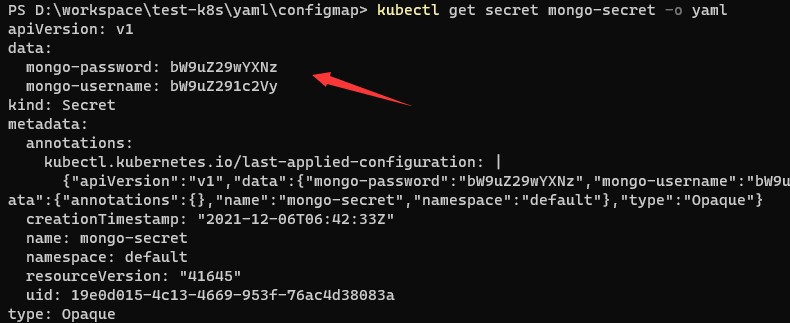 PS D:\workspace\test-k8s\yaml\configmap> kubectl get secret mongo-secret -o yaml
apiVersion: v1
data:
  mongo-password: bW9uZ29wYXNz
  mongo-username: bW9uZ291c2Vy
kind: Secret
metadata:
  annotations:
    kubectl.kubernetes.io/last-applied-configuration: |
      {"apiVersion":"v1","data":{"mongo-password":"bW9uZ29wYXNz","mongo-username":"bW9u
ata":{"annotations":{},"name":"mongo-secret","namespace":"default"},"type":"Opaque"}
  creationTimestamp: "2021-12-06T06:42:33Z"
  name: mongo-secret
  namespace: default
  resourceVersion: "41645"
  uid: 19e0d015-4c13-4669-953f-76ac4d38083a
type: Opaque